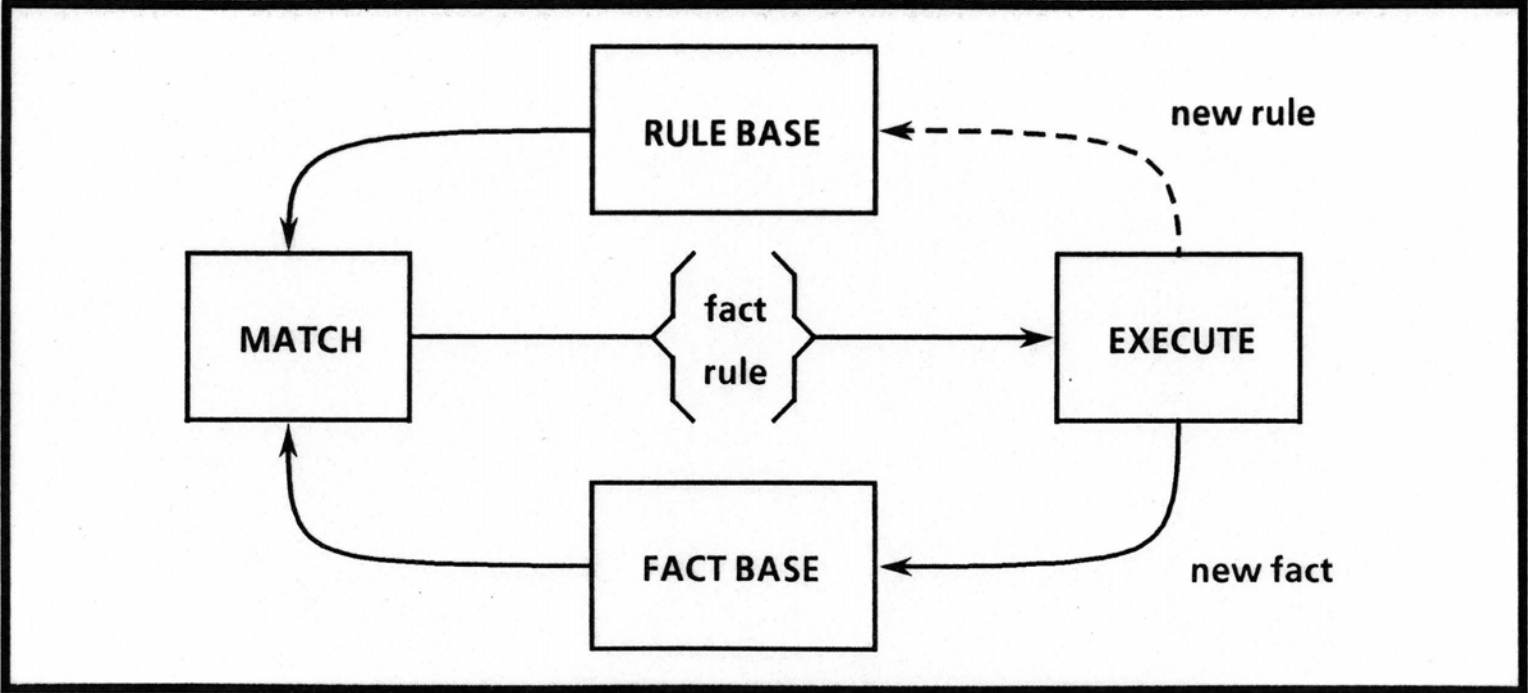 new rule
RULE BASE
MATCH
fact
rule
EXECUTE
FACT BASE
new fact